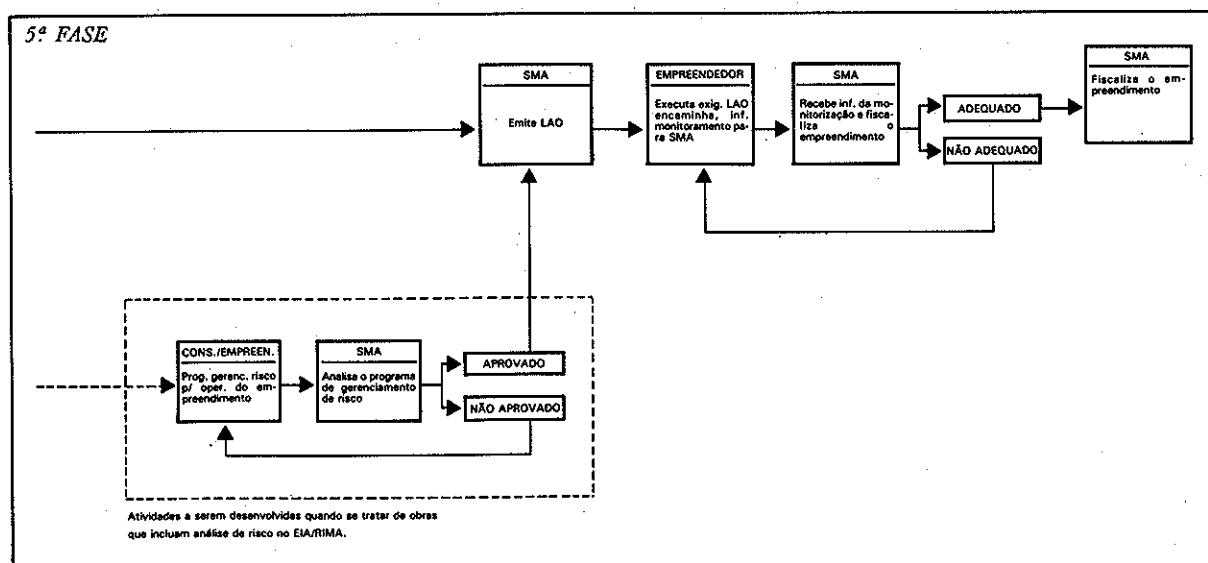 5ª FASE
SMA
Emite LAO
EMPREENDEDOR
Executa exig. LAO
encaminha, inf.
monitoramento pa-
ra SMA
SMA
Recebe inf. da mo-
nitorização e fisca-
liza o
empreendimento
ADEQUADO
NÃO ADEQUADO
SMA
Fiscaliza o em-
preendimento
CONS./EMPREEN.
Prog. gerenc. risco
p/ oper. do em-
preendimento
SMA
Analisa o programa
de gerenciamento
de risco
APROVADO
NÃO APROVADO
Atividades a serem desenvolvidas quando se tratar de obras
que incluam análise de risco no EIA/RIMA.